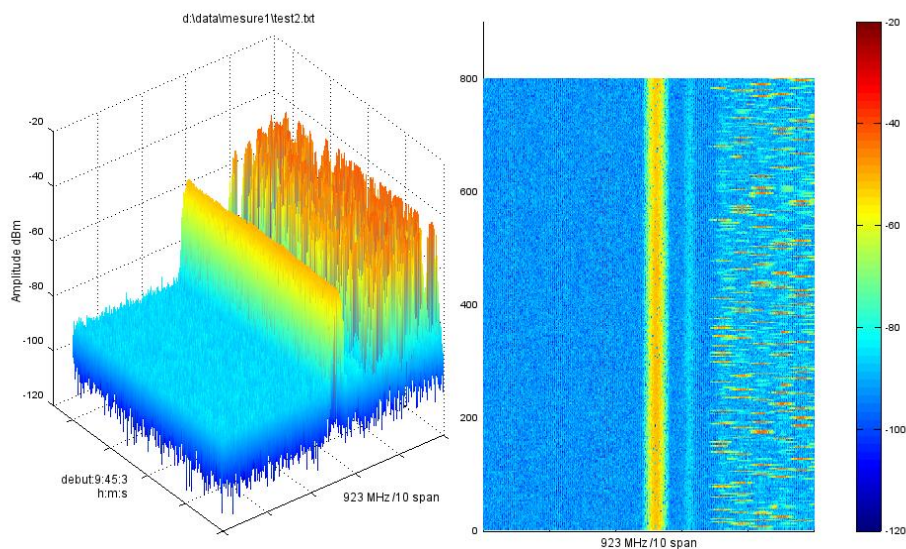 d:\data\mesure1\test2.txt
-20
-40
-60
-80
-100
-120
Amplitude dBm
debut:9:45:3
h:m:s
923 MHz/10 span
800
600
400
200
0
923 MHz/10 span
-20
-40
-60
-80
-100
-120